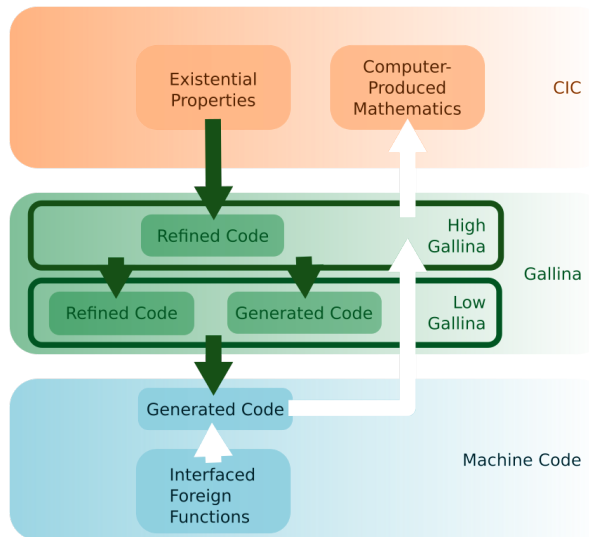 Existential
Properties
Computer-
Produced
Mathematics
CIC
Refined Code
High
Gallina
Gallina
Refined Code
Generated Code
Low
Gallina
Generated Code
Machine Code
Interfaced
Foreign
Functions